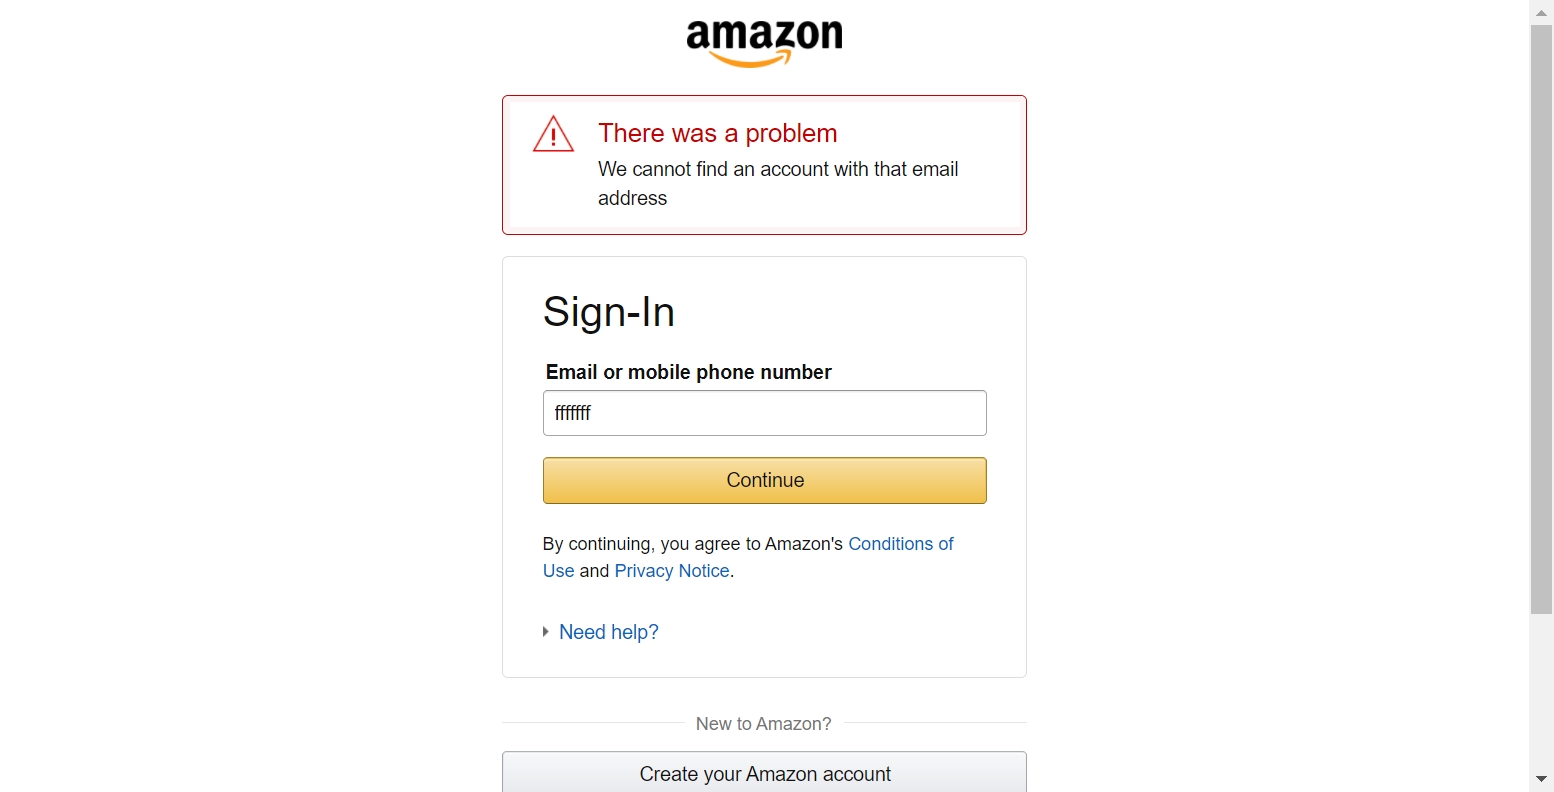 amazon
There was a problem
We cannot find an account with that email
address
Sign-In
Email or mobile phone number
fffffff
Continue
By continuing, you agree to Amazon's Conditions of
Use and Privacy Notice.
Need help?
New to Amazon?
Create your Amazon account